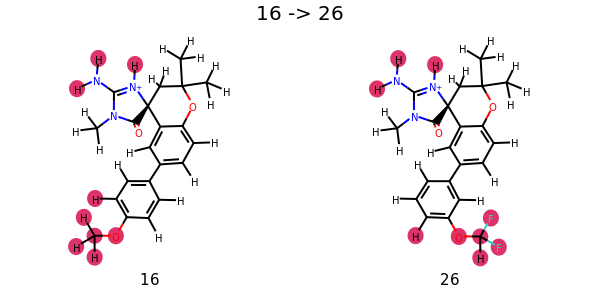 16 -> 26
H H H H H H
H N N+ H H H H
H N O O
H H H H
H H H
H H
H H O H
H
H H H H H H
H N N+ H H H H
H N O O
H H H H
H H H
H H
H O F
H F
16 26